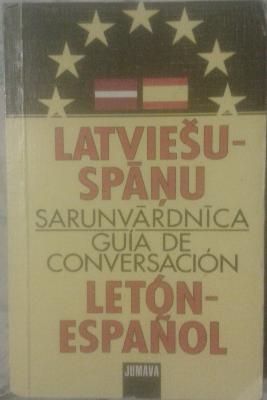 LATVIEŠU-
SPĀŅU
SARUNVĀRDNĪCA
GUÍA DE
CONVERSACIÓN
LETÓN-
ESPAÑOL
JUMAVA